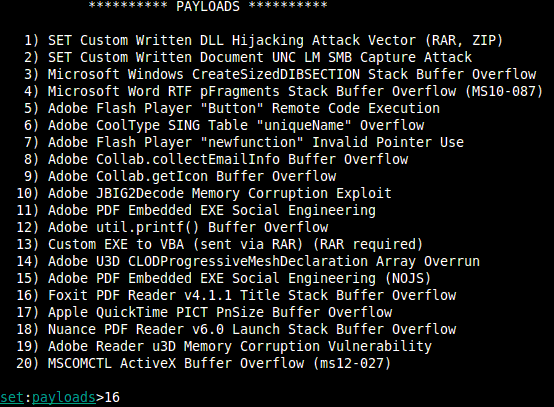 ********** PAYLOADS **********
1) SET Custom Written DLL Hijacking Attack Vector (RAR, ZIP)
2) SET Custom Written Document UNC LM SMB Capture Attack
3) Microsoft Windows CreateSizedDIBSECTION Stack Buffer Overflow
4) Microsoft Word RTF pFragments Stack Buffer Overflow (MS10-087)
5) Adobe Flash Player "Button" Remote Code Execution
6) Adobe CoolType SING Table "uniqueName" Overflow
7) Adobe Flash Player "newfunction" Invalid Pointer Use
8) Adobe Collab.collectEmailInfo Buffer Overflow
9) Adobe Collab.getIcon Buffer Overflow
10) Adobe JBIG2Decode Memory Corruption Exploit
11) Adobe PDF Embedded EXE Social Engineering
12) Adobe util.printf() Buffer Overflow
13) Custom EXE to VBA (sent via RAR) (RAR required)
14) Adobe U3D CLODProgressiveMeshDeclaration Array Overrun
15) Adobe PDF Embedded EXE Social Engineering (NOJS)
16) Foxit PDF Reader v4.1.1 Title Stack Buffer Overflow
17) Apple QuickTime PICT PnSize Buffer Overflow
18) Nuance PDF Reader v6.0 Launch Stack Buffer Overflow
19) Adobe Reader u3D Memory Corruption Vulnerability
20) MSCOMCTL ActiveX Buffer Overflow (ms12-027)
set:payloads>16